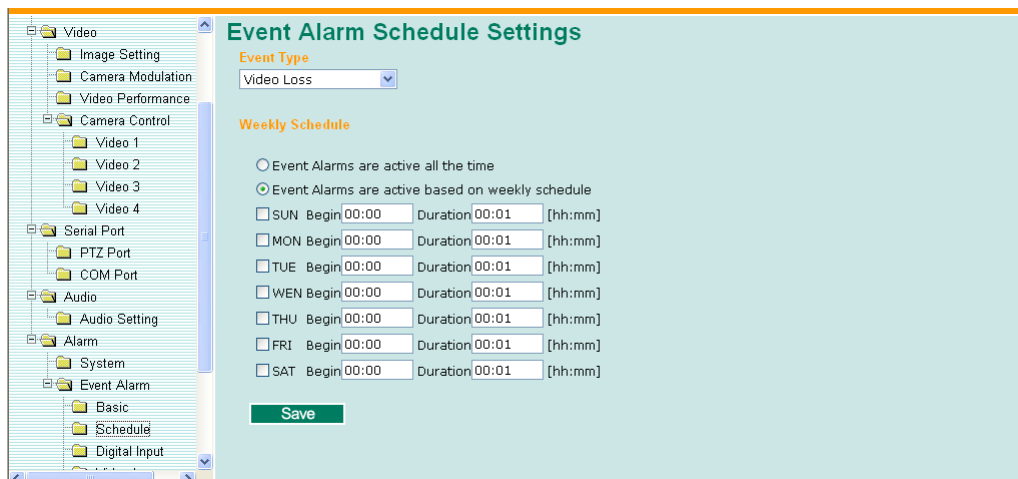 Video
Image Setting
Camera Modulation
Video Performance
Camera Control
Video 1
Video 2
Video 3
Video 4
Serial Port
PTZ Port
COM Port
Audio
Audio Setting
Alarm
System
Event Alarm
Basic
Schedule
Digital Input
Event Alarm Schedule Settings
Event Type
Video Loss
Weekly Schedule
Event Alarms are active all the time
Event Alarms are active based on weekly schedule
SUN Begin 00:00 Duration 00:01 [hh:mm]
MON Begin 00:00 Duration 00:01 [hh:mm]
TUE Begin 00:00 Duration 00:01 [hh:mm]
WEN Begin 00:00 Duration 00:01 [hh:mm]
THU Begin 00:00 Duration 00:01 [hh:mm]
FRI Begin 00:00 Duration 00:01 [hh:mm]
SAT Begin 00:00 Duration 00:01 [hh:mm]
Save